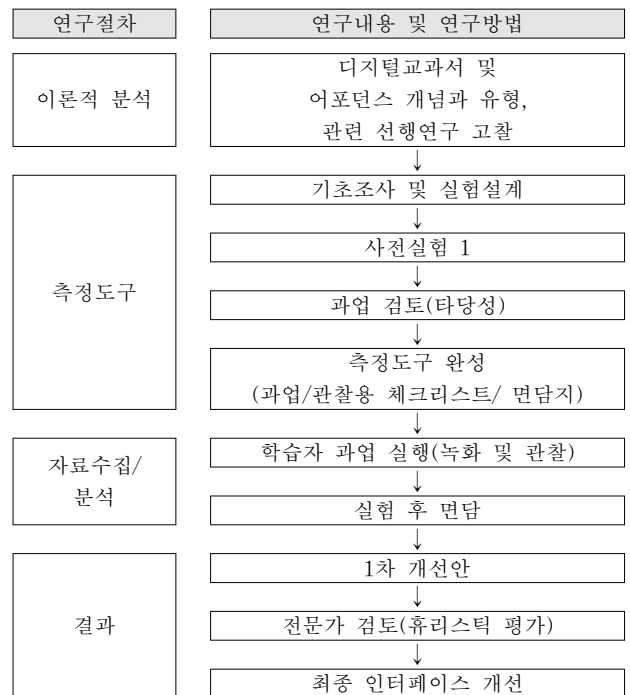 연구절차
연구내용 및 연구방법
이론적 분석
디지털교과서 및
어포던스 개념과 유형,
관련 선행연구 고찰
↓
측정도구
기초조사 및 실험설계
↓
사전실험 1
↓
과업 검토(타당성)
↓
측정도구 완성
(과업/관찰용 체크리스트/ 면담지)
↓
자료수집/
분석
학습자 과업 실행(녹화 및 관찰)
↓
실험 후 면담
↓
결과
1차 개선안
↓
전문가 검토(휴리스틱 평가)
↓
최종 인터페이스 개선